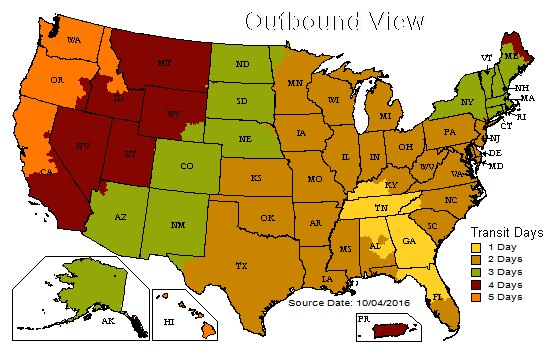 Outbound View
WA
MT
ND
MN
ME
VT
OR
ID
SD
WI
MI
NH
MA
WY
NY
RI
CT
NE
IA
PA
NJ
NV
UT
CO
IL
IN
OH
DE
MD
CA
KS
MO
WV
VA
KY
AZ
NM
OK
AR
TN
NC
SC
TX
LA
MS
AL
GA
FL
Transit Days
1 Day
2 Days
3 Days
4 Days
5 Days
Source Date: 10/04/2016
AK
HI
PR